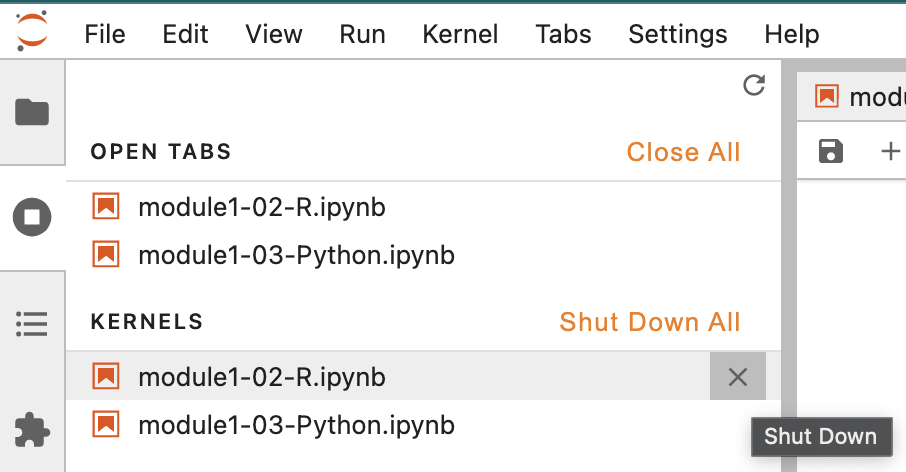 File Edit View Run Kernel Tabs Settings Help
OPEN TABS Close All
module1-02-R.ipynb
module1-03-Python.ipynb
KERNELS Shut Down All
module1-02-R.ipynb
module1-03-Python.ipynb
Shut Down